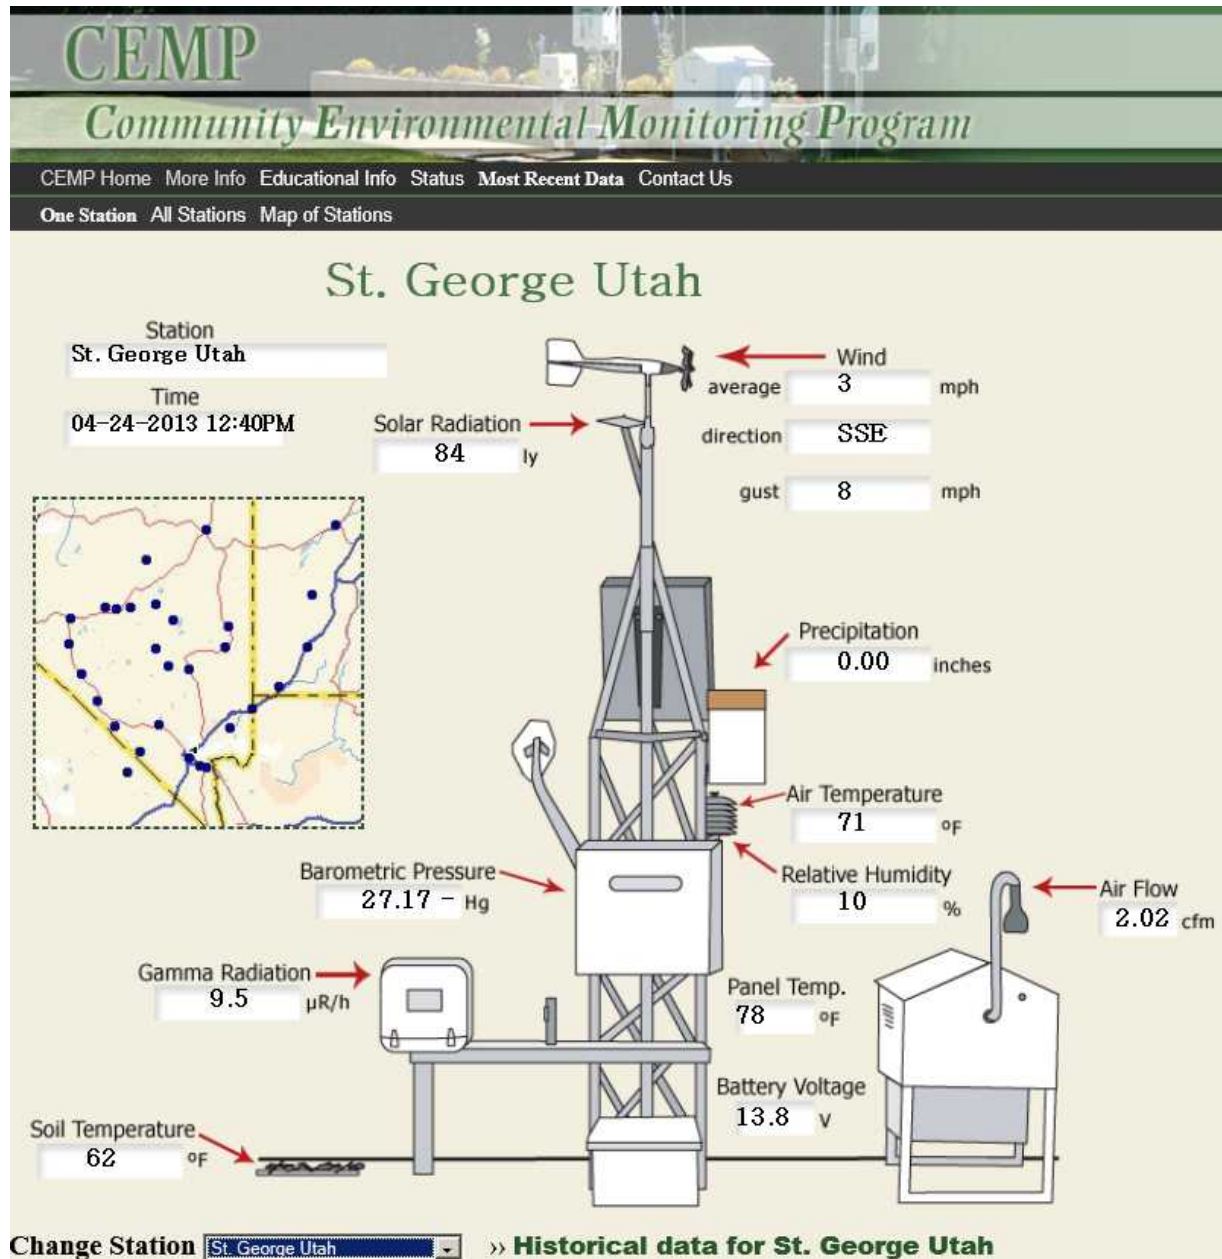 CEMP
Community Environmental Monitoring Program
CEMP Home More Info Educational Info Status Most Recent Data Contact Us
One Station All Stations Map of Stations
St. George Utah
Station
St. George Utah
Time
04-24-2013 12:40PM
Solar Radiation
84 ly
Wind
average 3 mph
direction SSE
gust 8 mph
Precipitation
0.00 inches
Air Temperature
71 °F
Barometric Pressure
27.17 - Hg
Relative Humidity
10 %
Air Flow
2.02 cfm
Gamma Radiation
9.5 µR/h
Panel Temp.
78 °F
Battery Voltage
13.8 V
Soil Temperature
62 °F
Change Station St. George Utah ›› Historical data for St. George Utah